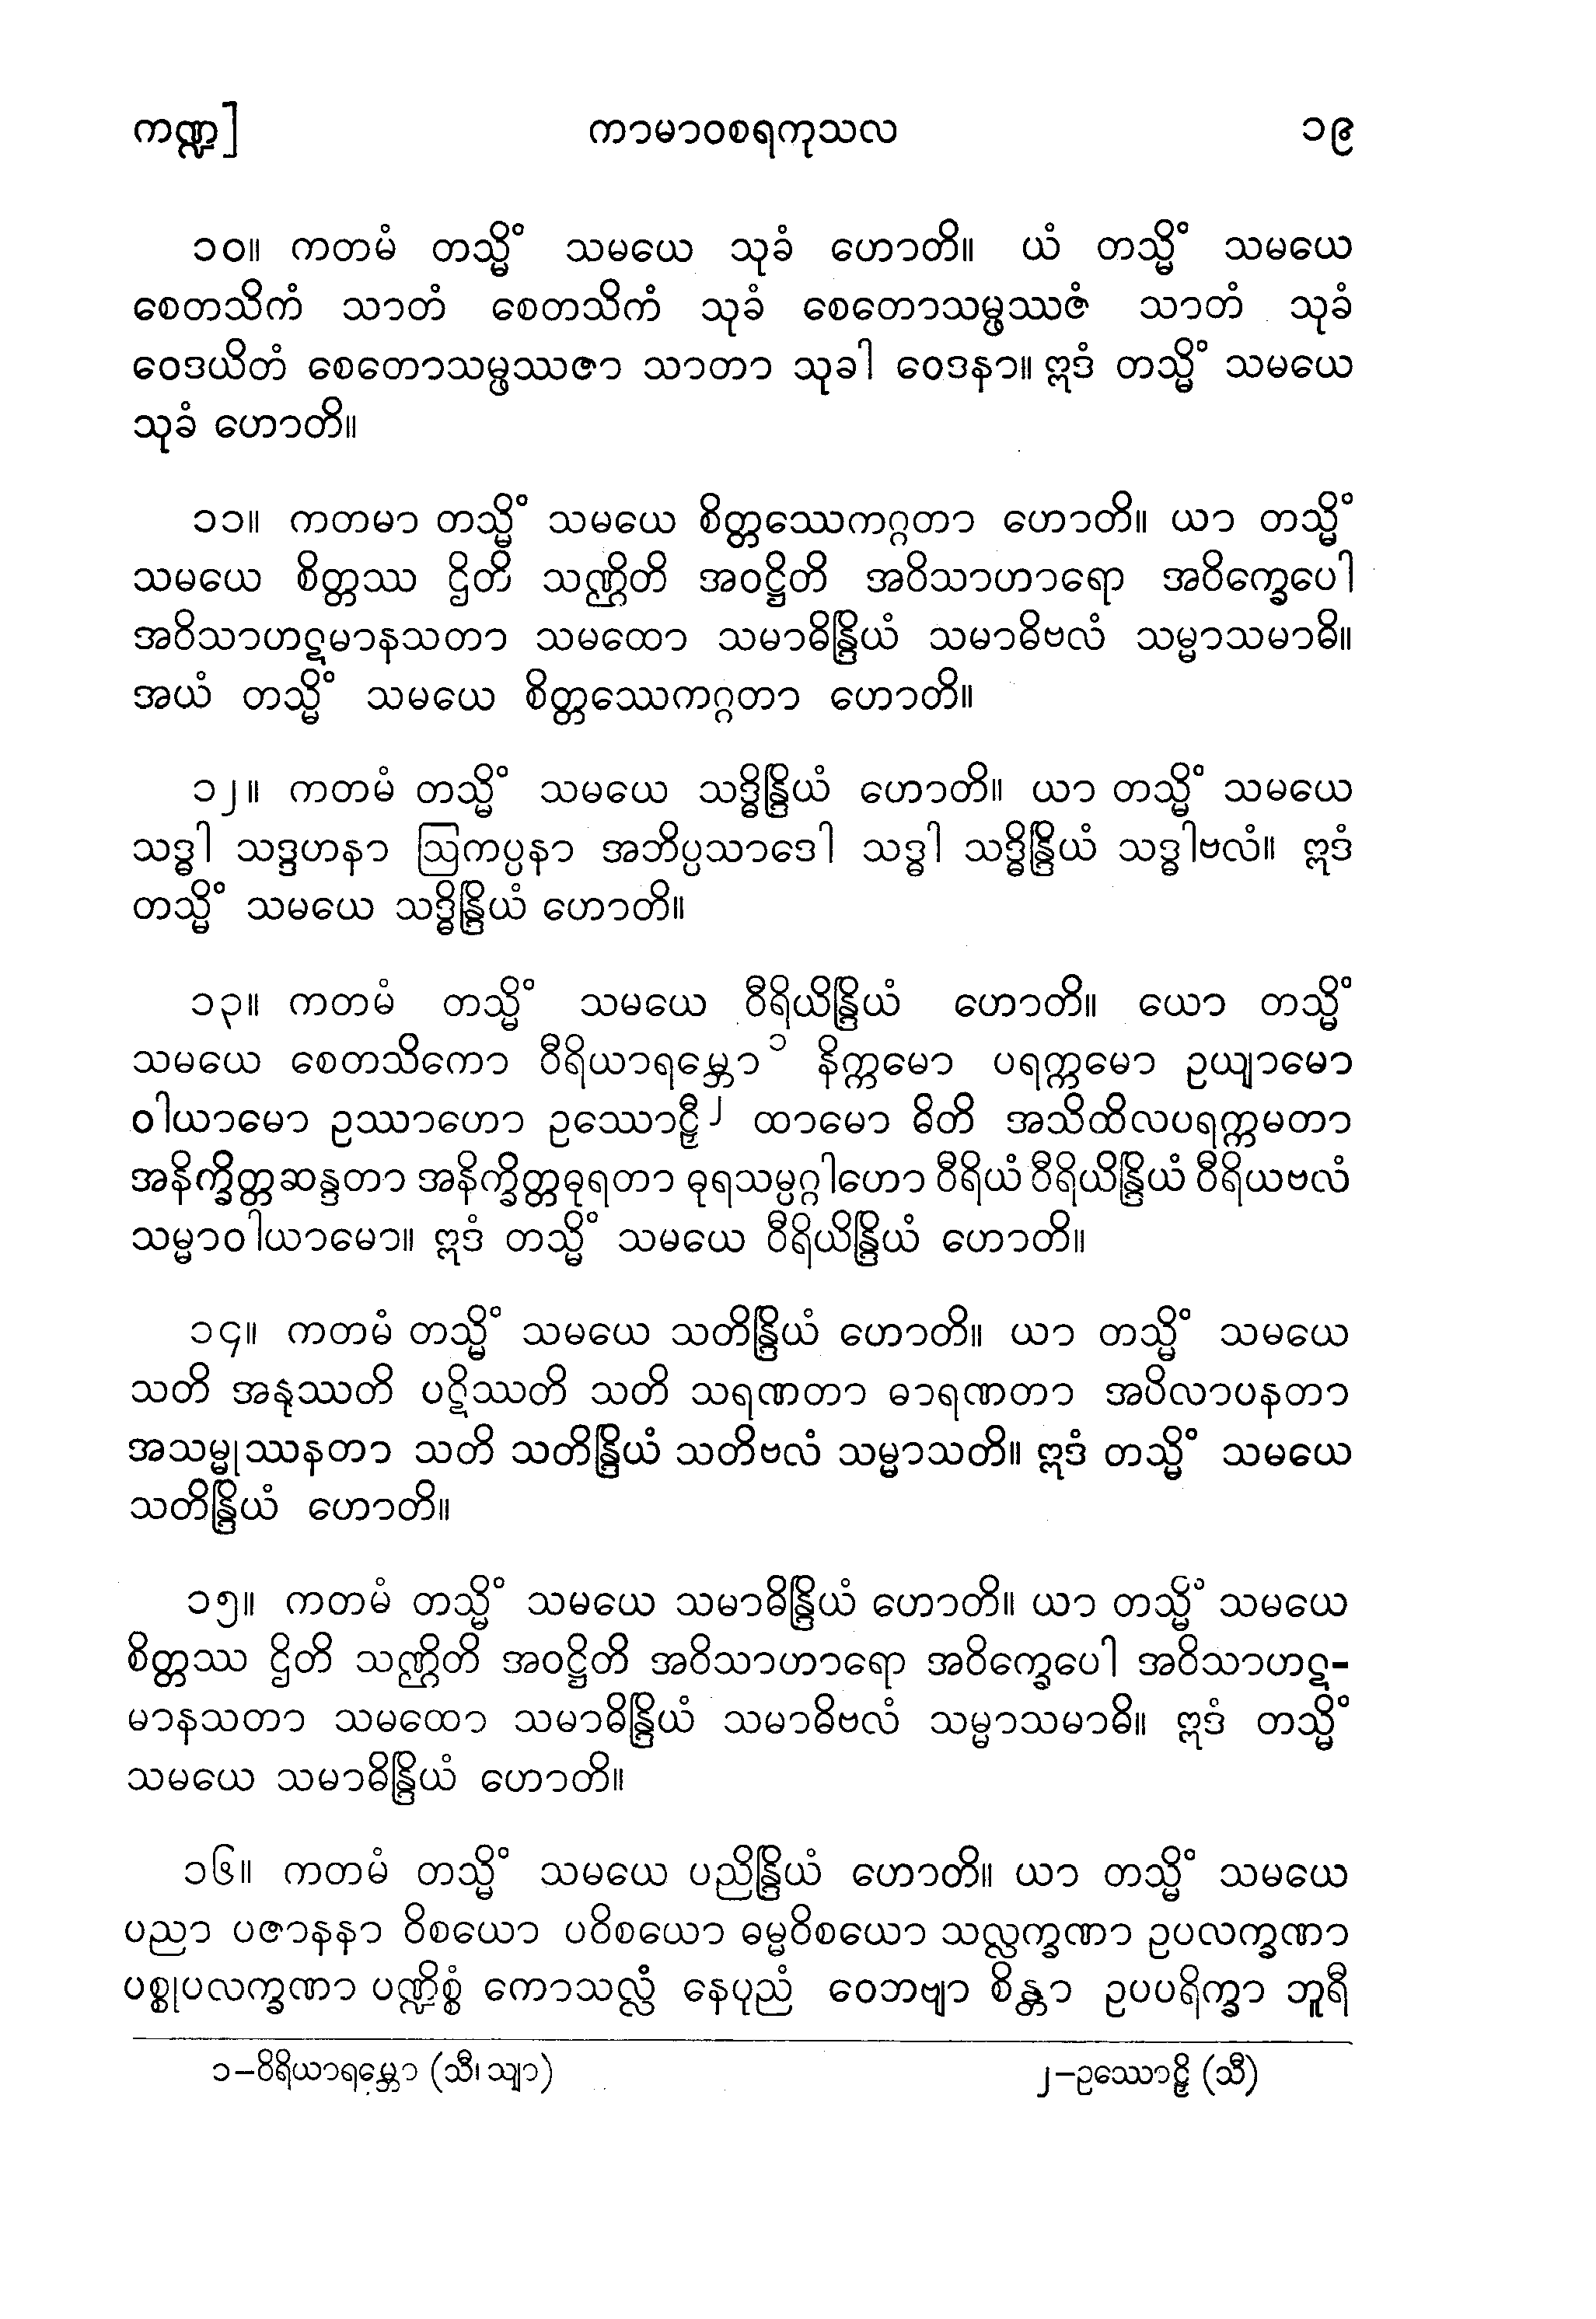 ကဏ္ဍ] ကာမာဝစရကုသလ ၁၉
၁၀။ ကတမံ တသ္မိံ သမယေ သုခံ ဟောတိ။ ယံ တသ္မိံ သမယေ
စေတသိကံ သာတံ စေတသိကံ သုခံ စေတောသမ္ဖဿဇံ သာတံ သုခံ
ဝေဒယိတံ စေတောသမ္ဖဿဇာ သာတာ သုခါ ဝေဒနာ။ ဣဒံ တသ္မိံ သမယေ
သုခံ ဟောတိ။
၁၁။ ကတမာ တသ္မိံ သမယေ စိတ္တဿေကဂ္ဂတာ ဟောတိ။ ယာ တသ္မိံ
သမယေ စိတ္တဿ ဌိတိ သဏ္ဌိတိ အဝဋ္ဌိတိ အဝိသာဟာရော အဝိက္ခေပေါ
အဝိသာဟဋမာနသတာ သမထော သမာဓိန္ဒြိယံ သမာဓိဗလံ သမ္မာသမာဓိ။
အယံ တသ္မိံ သမယေ စိတ္တဿေကဂ္ဂတာ ဟောတိ။
၁၂။ ကတမံ တသ္မိံ သမယေ သဒ္ဓိန္ဒြိယံ ဟောတိ။ ယာ တသ္မိံ သမယေ
သဒ္ဓါ သဒ္ဒဟနာ ဩကပ္ပနာ အဘိပ္ပသာဒေါ သဒ္ဓါ သဒ္ဓိန္ဒြိယံ သဒ္ဓါဗလံ။ ဣဒံ
တသ္မိံ သမယေ သဒ္ဓိန္ဒြိယံ ဟောတိ။
၁၃။ ကတမံ တသ္မိံ သမယေ ဝီရိယိန္ဒြိယံ ဟောတိ။ ယော တသ္မိံ
သမယေ စေတသိကော ဝီရိယာရမ္ဘော ၁ နိက္ကမော ပရက္ကမော ဥယျာမော
ဝါယာမော ဥဿာဟော ဥဿောဠှီ ၂ ထာမော ဓိတိ အသိထိလပရက္ကမတာ
အနိက္ခိတ္တဆန္ဒတာ အနိက္ခိတ္တဓုရတာ ဓုရသမ္ပဂ္ဂါဟော ဝီရိယံ ဝီရိယိန္ဒြိယံ ဝီရိယဗလံ
သမ္မာဝါယာမော။ ဣဒံ တသ္မိံ သမယေ ဝီရိယိန္ဒြိယံ ဟောတိ။
၁၄။ ကတမံ တသ္မိံ သမယေ သတိန္ဒြိယံ ဟောတိ။ ယာ တသ္မိံ သမယေ
သတိ အနုဿတိ ပဋိဿတိ သတိ သရဏတာ ဓာရဏတာ အပိလာပနတာ
အသမ္မုဿနတာ သတိ သတိန္ဒြိယံ သတိဗလံ သမ္မာသတိ။ ဣဒံ တသ္မိံ သမယေ
သတိန္ဒြိယံ ဟောတိ။
၁၅။ ကတမံ တသ္မိံ သမယေ သမာဓိန္ဒြိယံ ဟောတိ။ ယာ တသ္မိံ သမယေ
စိတ္တဿ ဌိတိ သဏ္ဌိတိ အဝဋ္ဌိတိ အဝိသာဟာရော အဝိက္ခေပေါ အဝိသာဟဋ-
မာနသတာ သမထော သမာဓိန္ဒြိယံ သမာဓိဗလံ သမ္မာသမာဓိ။ ဣဒံ တသ္မိံ
သမယေ သမာဓိန္ဒြိယံ ဟောတိ။
၁၆။ ကတမံ တသ္မိံ သမယေ ပညိန္ဒြိယံ ဟောတိ။ ယာ တသ္မိံ သမယေ
ပညာ ပဇာနနာ ဝိစယော ပဝိစယော ဓမ္မဝိစယော သလ္လက္ခဏာ ဥပလက္ခဏာ
ပစ္စုပလက္ခဏာ ပဏ္ဍိစ္စံ ကောသလ္လံ နေပုညံ ဝေဘဗျာ စိန္တာ ဥပပရိက္ခာ ဘူရီ
၁–ဝိရိယာရမ္ဘော (သီ၊ သျာ) ၂–ဥဿောဠှိ (သီ)